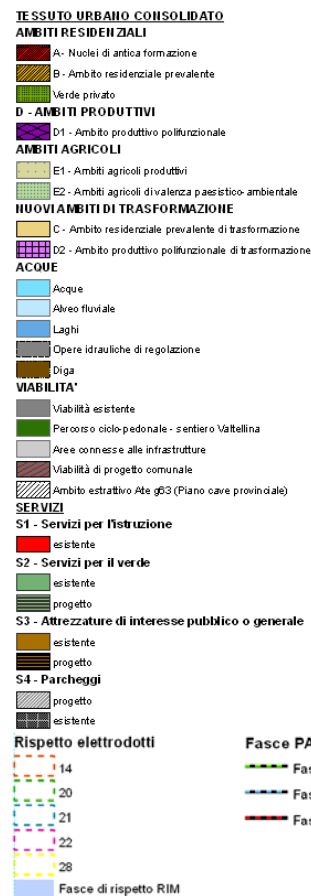 TESSUTO URBANO CONSOLIDATO
AMBITI RESIDENZIALI
A- Nuclei di antica formazione
B - Ambito residenziale prevalente
Verde privato
D - AMBITI PRODUTTIVI
D1 - Ambito produttivo polifunzionale
AMBITI AGRICOLI
E1 - Ambiti agricoli produttivi
E2 - Ambiti agricoli di valenza paesistico-ambientale
NUOVI AMBITI DI TRASFORMAZIONE
C - Ambito residenziale prevalente di trasformazione
D2 - Ambito produttivo polifunzionale di trasformazione
ACQUE
Acque
Alveo fluviale
Laghi
Opere idrauliche di regolazione
Diga
VIABILITA'
Viabilità esistente
Percorso ciclo-pedonale - sentiero Valtellina
Aree connesse alle infrastrutture
Viabilità di progetto comunale
Ambito estrattivo Ate g63 (Piano cave provinciale)
SERVIZI
S1 - Servizi per l'istruzione
esistente
S2 - Servizi per il verde
esistente
progetto
S3 - Attrezzature di interesse pubblico o generale
esistente
progetto
S4 - Parcheggi
progetto
esistente
Rispetto elettrodotti
14
20
21
22
28
Fasce di rispetto RIM
Fasce PA
Fas
Fas
Fas